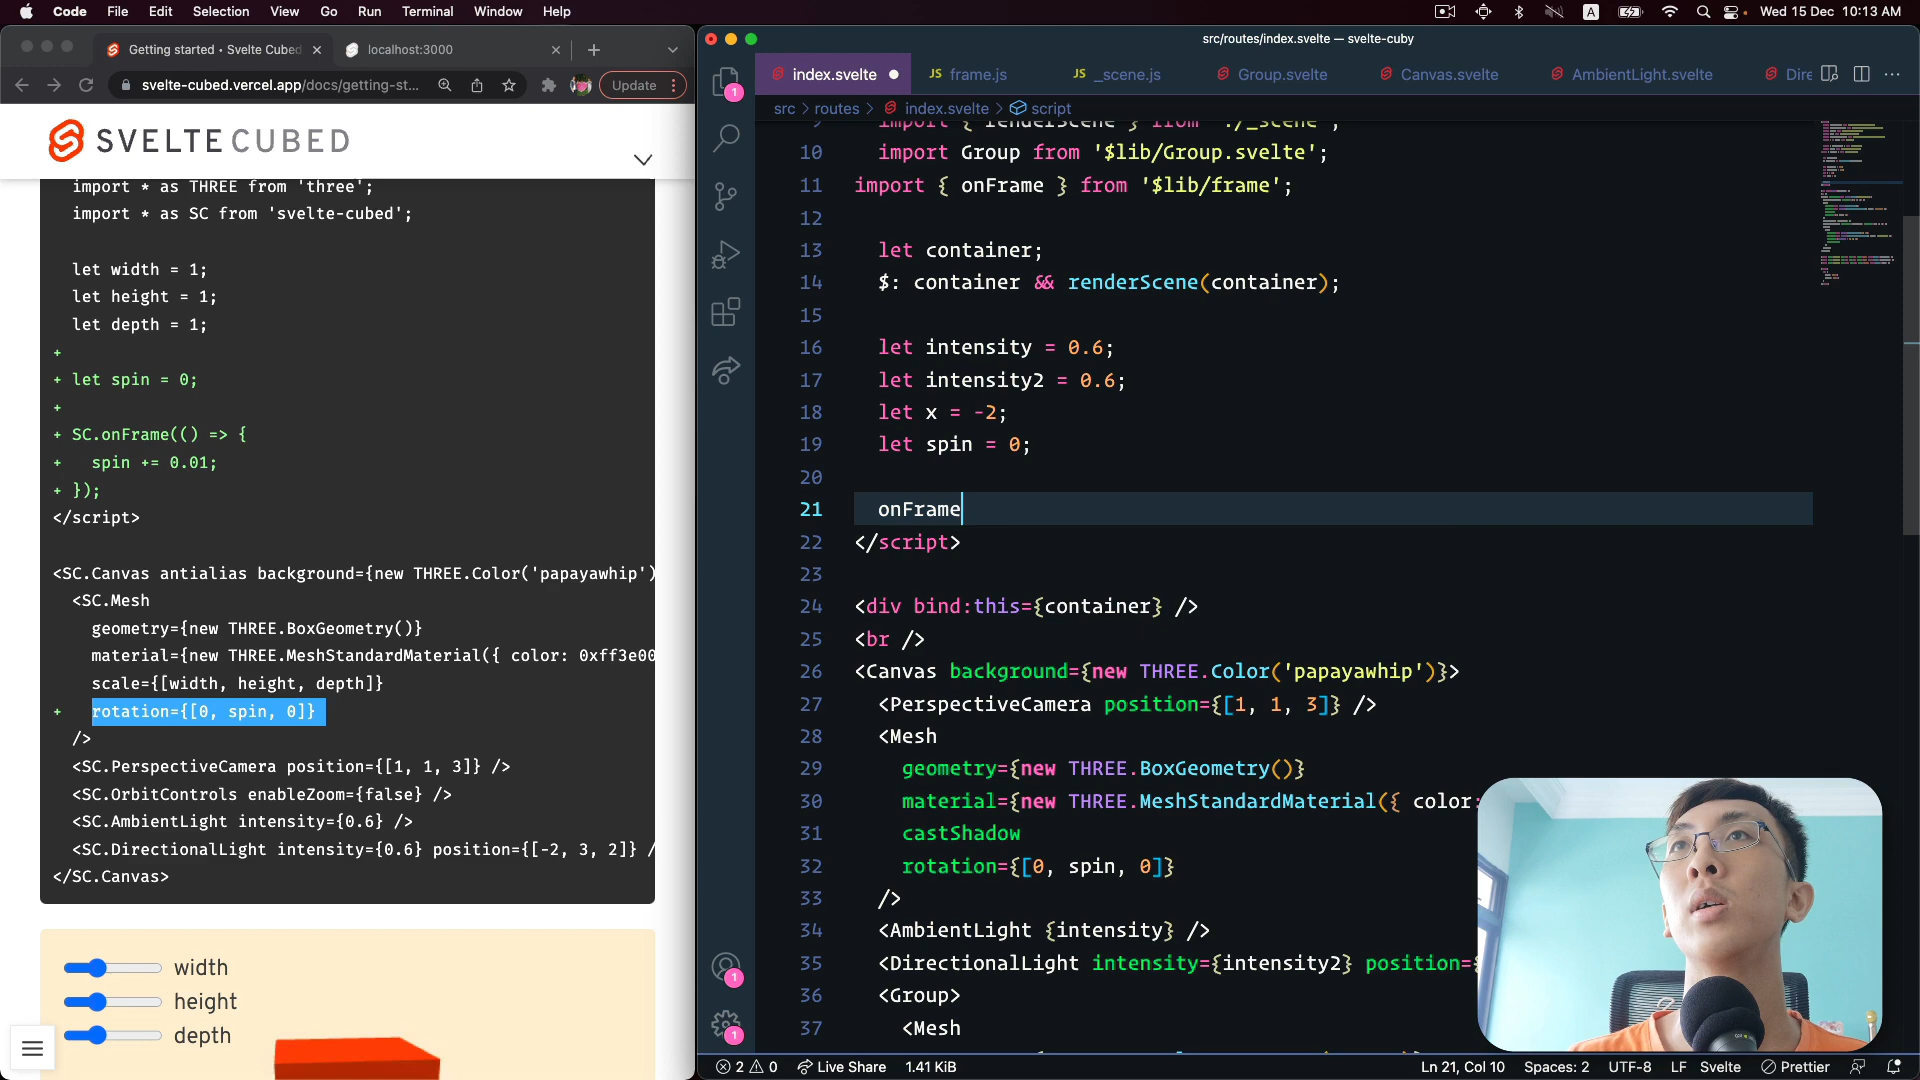 Code File Edit Selection View Go Run Terminal Window Help
A Wed 15 Dec 10:13 AM
Getting started • Svelte Cubed
localhost:3000
svelte-cubed.vercel.app/docs/getting-st...
Update
SVELTE CUBED
import * as THREE from 'three';
import * as SC from 'svelte-cubed';
let width = 1;
let height = 1;
let depth = 1;
+
+ let spin = 0;
+
+ SC.onFrame(() => {
+ spin += 0.01;
+ });
</script>
<SC.Canvas antialias background={new THREE.Color('papayawhip')
<SC.Mesh
geometry={new THREE.BoxGeometry()}
material={new THREE.MeshStandardMaterial({ color: 0xff3e00
scale={[width, height, depth]}
+ rotation={[0, spin, 0]}
/>
<SC.PerspectiveCamera position={[1, 1, 3]} />
<SC.OrbitControls enableZoom={false} />
<SC.AmbientLight intensity={0.6} />
<SC.DirectionalLight intensity={0.6} position={[-2, 3, 2]} /
</SC.Canvas>
width
height
depth
src/routes/index.svelte — svelte-cuby
index.svelte
JS frame.js
JS _scene.js
Group.svelte
Canvas.svelte
AmbientLight.svelte
Dire
src > routes > index.svelte > script
9 import { renderScene } from './_scene';
10 import Group from '$lib/Group.svelte';
11 import { onFrame } from '$lib/frame';
12
13 let container;
14 $: container && renderScene(container);
15
16 let intensity = 0.6;
17 let intensity2 = 0.6;
18 let x = -2;
19 let spin = 0;
20
21 onFrame
22 </script>
23
24 <div bind:this={container} />
25 <br />
26 <Canvas background={new THREE.Color('papayawhip')}>
27 <PerspectiveCamera position={[1, 1, 3]} />
28 <Mesh
29 geometry={new THREE.BoxGeometry()}
30 material={new THREE.MeshStandardMaterial({ color:
31 castShadow
32 rotation={[0, spin, 0]}
33 />
34 <AmbientLight {intensity} />
35 <DirectionalLight intensity={intensity2} position={
36 <Group>
37 <Mesh
1
1
1
2 0 Live Share 1.41 KiB
Ln 21, Col 10 Spaces: 2 UTF-8 LF Svelte Prettier